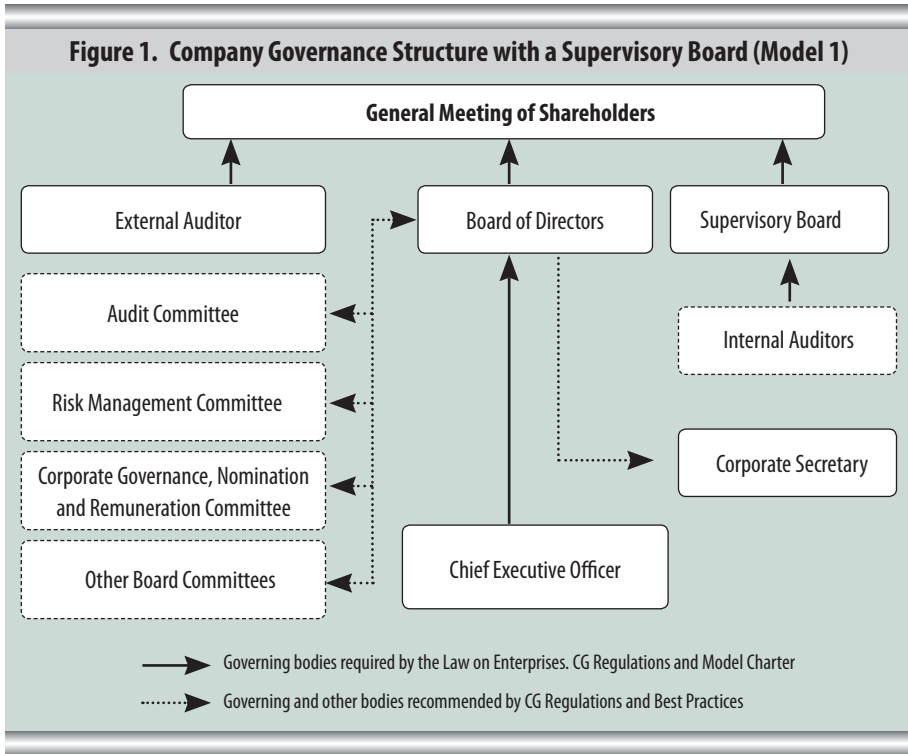 Figure 1. Company Governance Structure with a Supervisory Board (Model 1)
General Meeting of Shareholders
External Auditor
Board of Directors
Supervisory Board
Audit Committee
Internal Auditors
Risk Management Committee
Corporate Governance, Nomination
and Remuneration Committee
Corporate Secretary
Other Board Committees
Chief Executive Officer
Governing bodies required by the Law on Enterprises. CG Regulations and Model Charter
Governing and other bodies recommended by CG Regulations and Best Practices